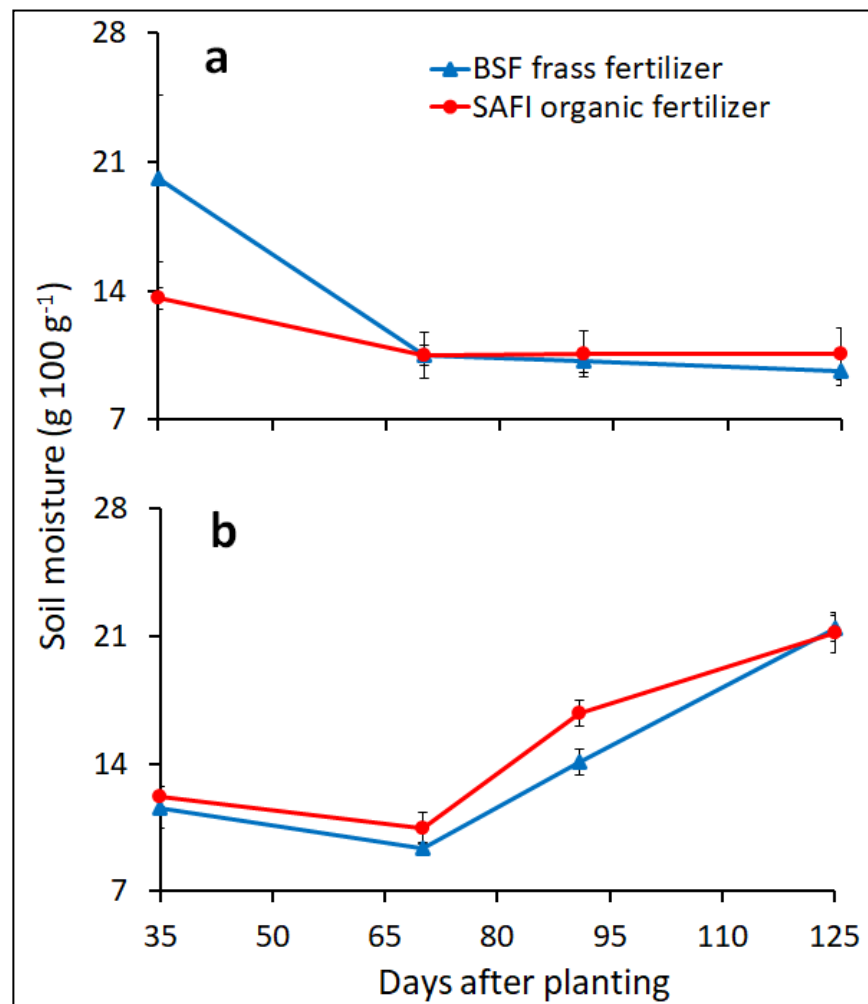 28
a
BSF frass fertilizer
SAFI organic fertilizer
21
14
7
Soil moisture (g 100 g⁻¹)
28
b
21
14
7
35 50 65 80 95 110 125
Days after planting